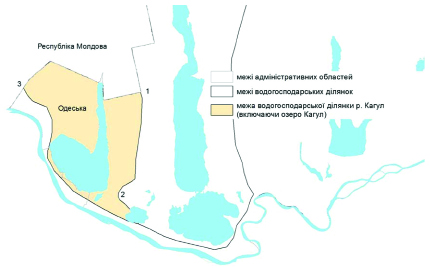 Республіка Молдова
3
1
Одеська
2
межі адміністративних областей
межі водогосподарських ділянок
межа водогосподарської ділянки р. Кагул
(включаючи озеро Кагул)